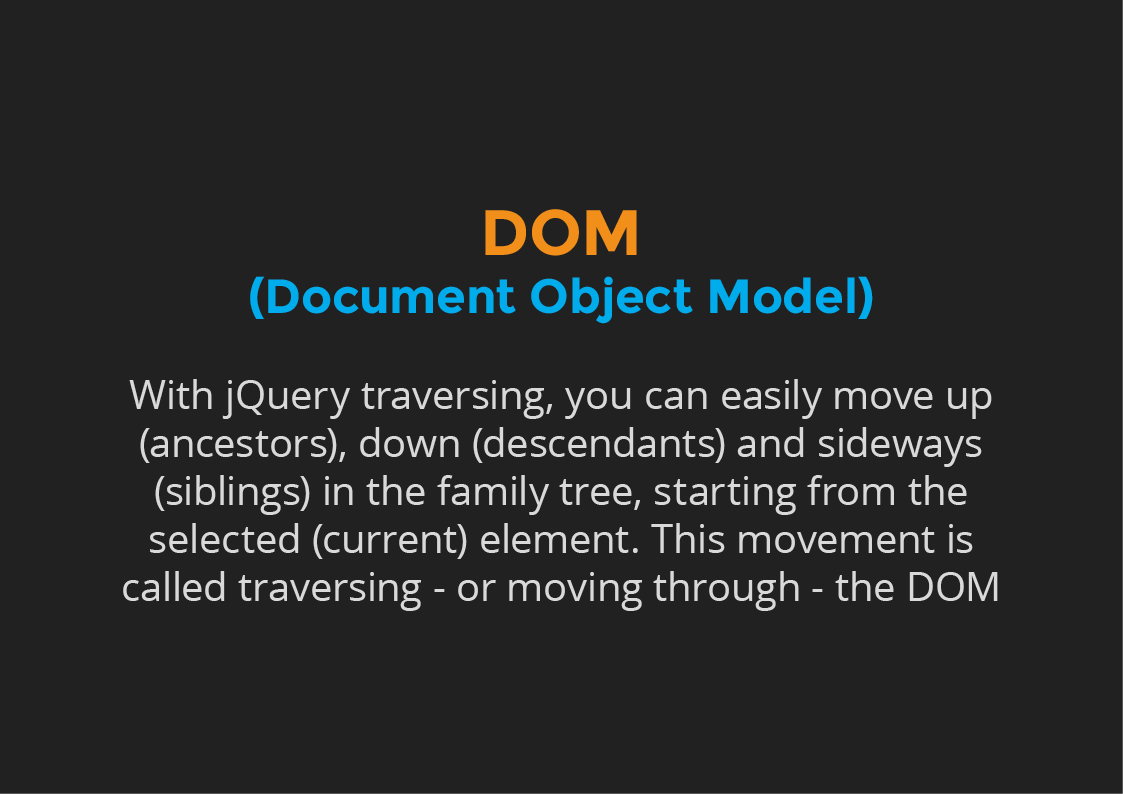 DOM
(Document Object Model)
With jQuery traversing, you can easily move up
(ancestors), down (descendants) and sideways
(siblings) in the family tree, starting from the
selected (current) element. This movement is
called traversing - or moving through - the DOM